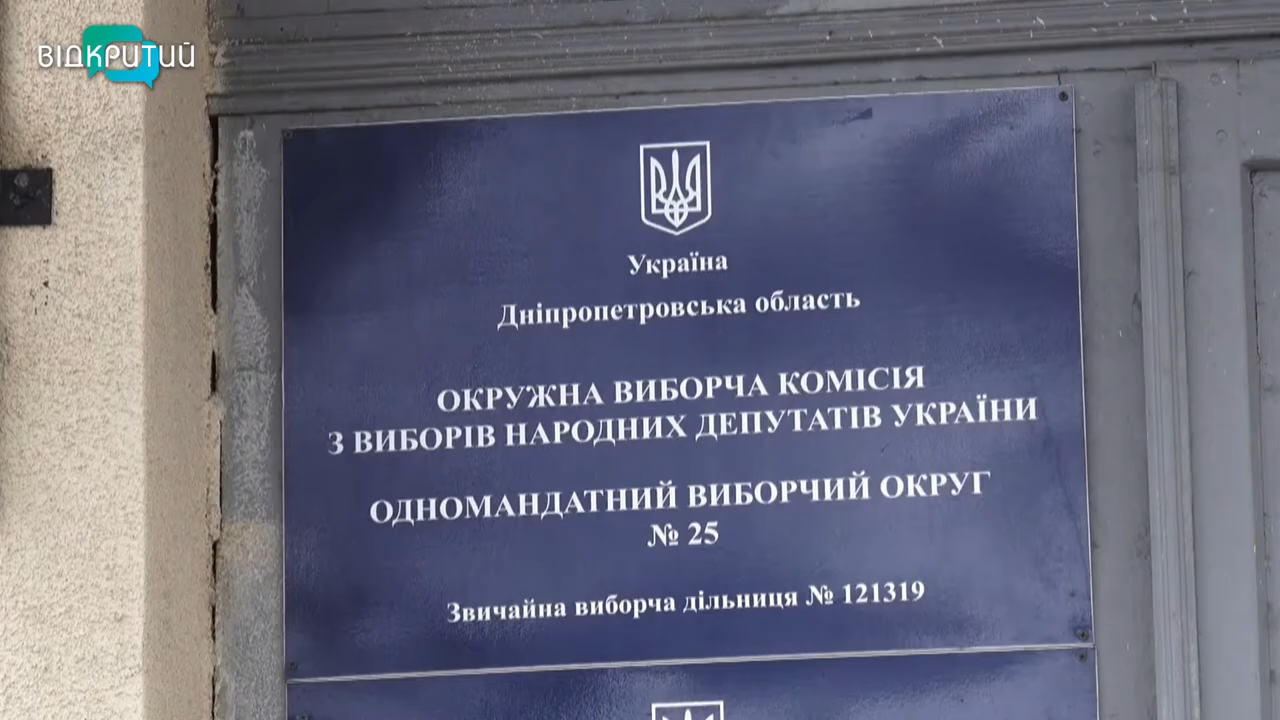 ВІДКРИТИЙ
Україна
Дніпропетровська область
ОКРУЖНА ВИБОРЧА КОМІСІЯ
З ВИБОРІВ НАРОДНИХ ДЕПУТАТІВ УКРАЇНИ
ОДНОМАНДАТНИЙ ВИБОРЧИЙ ОКРУГ
№ 25
Звичайна виборча дільниця № 121319